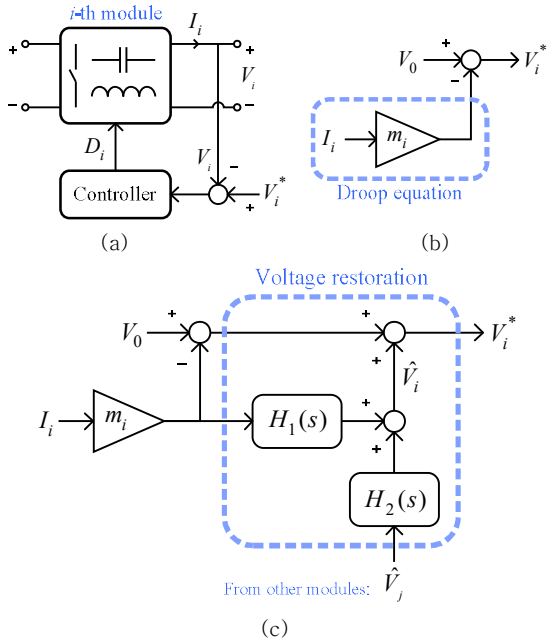 i-th module
I_i
+ + +
V_i
− − −
D_i
V_i −
Controller
V_i^*
+
(a)
V_0 + V_i^*
−
I_i m_i
Droop equation
(b)
Voltage restoration
V_0 + + V_i^*
− +
V̂_i
I_i m_i
H_1(s) +
+
H_2(s)
From other modules: V̂_j
(c)